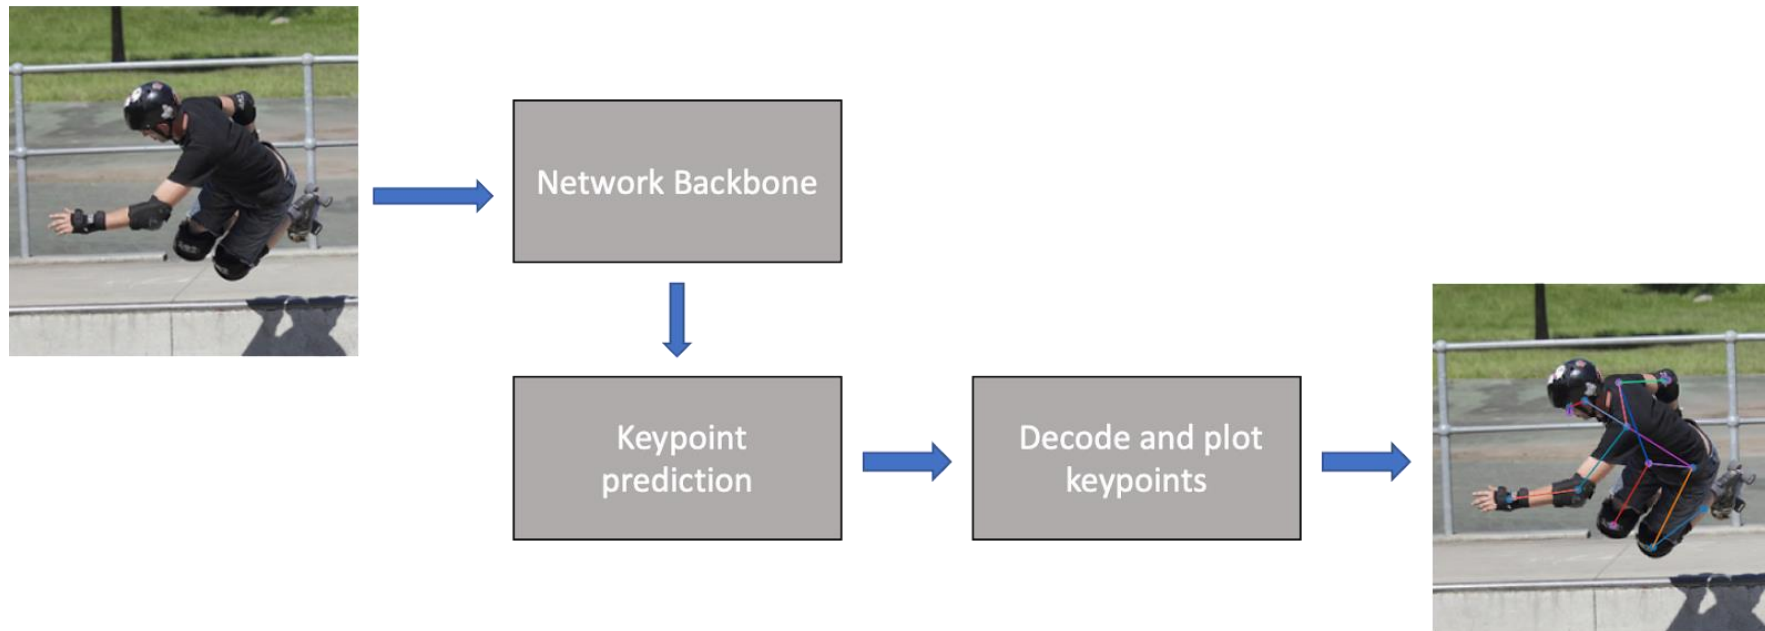 Network Backbone
Keypoint
prediction
Decode and plot
keypoints